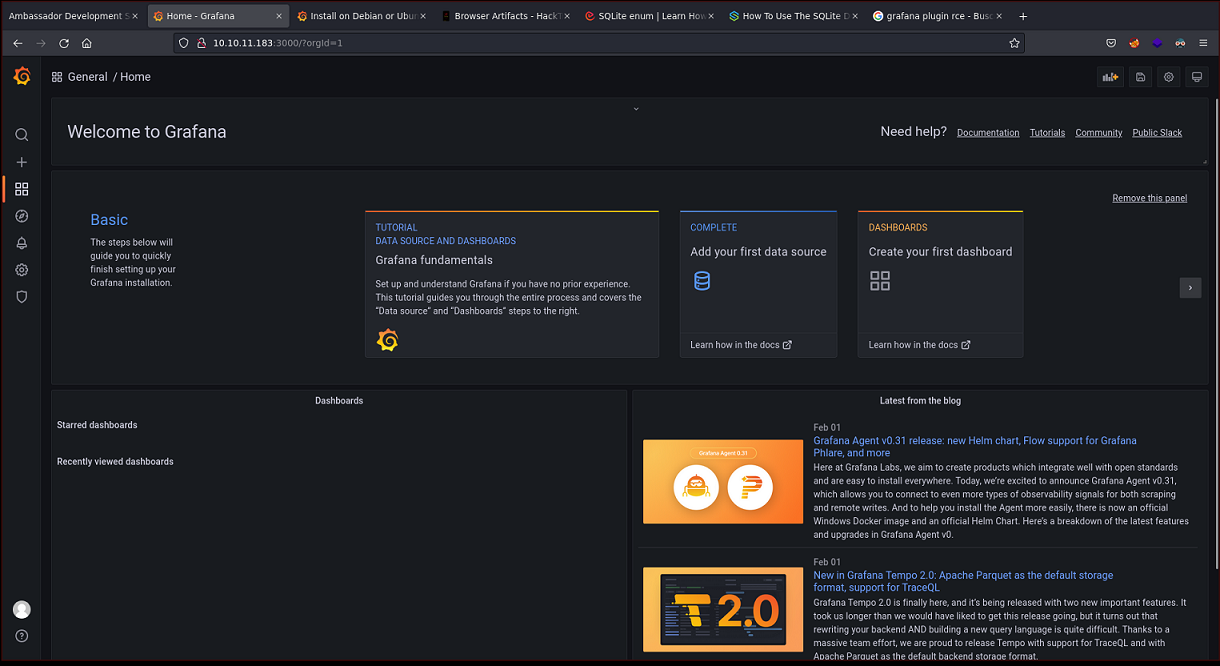 Ambassador Development S
Home - Grafana
Install on Debian or Ubun
Browser Artifacts - HackT
SQLite enum | Learn How
How To Use The SQLite D
grafana plugin rce - Busc
10.10.11.183:3000/?orgId=1
General / Home
Welcome to Grafana
Need help? Documentation Tutorials Community Public Slack
Remove this panel
Basic
The steps below will
guide you to quickly
finish setting up your
Grafana installation.
TUTORIAL
DATA SOURCE AND DASHBOARDS
Grafana fundamentals
Set up and understand Grafana if you have no prior experience.
This tutorial guides you through the entire process and covers the
"Data source" and "Dashboards" steps to the right.
COMPLETE
Add your first data source
Learn how in the docs
DASHBOARDS
Create your first dashboard
Learn how in the docs
Dashboards
Starred dashboards
Recently viewed dashboards
Latest from the blog
Grafana Agent 0.31
Feb 01
Grafana Agent v0.31 release: new Helm chart, Flow support for Grafana
Phlare, and more
Here at Grafana Labs, we aim to create products which integrate well with open standards
and are easy to install everywhere. Today, we're excited to announce Grafana Agent v0.31,
which allows you to connect to even more types of observability signals for both scraping
and remote writes. And to help you install the Agent more easily, there is now an official
Windows Docker image and an official Helm Chart. Here's a breakdown of the latest features
and upgrades in Grafana Agent v0.
2.0
Feb 01
New in Grafana Tempo 2.0: Apache Parquet as the default storage
format, support for TraceQL
Grafana Tempo 2.0 is finally here, and it's being released with two new important features. It
took us longer than we would have liked to get this release going, but it turns out that
rewriting your backend AND building a new query language is quite difficult. Thanks to a
massive team effort, we are proud to release Tempo with support for TraceQL and with
Apache Parquet as the default backend storage format.